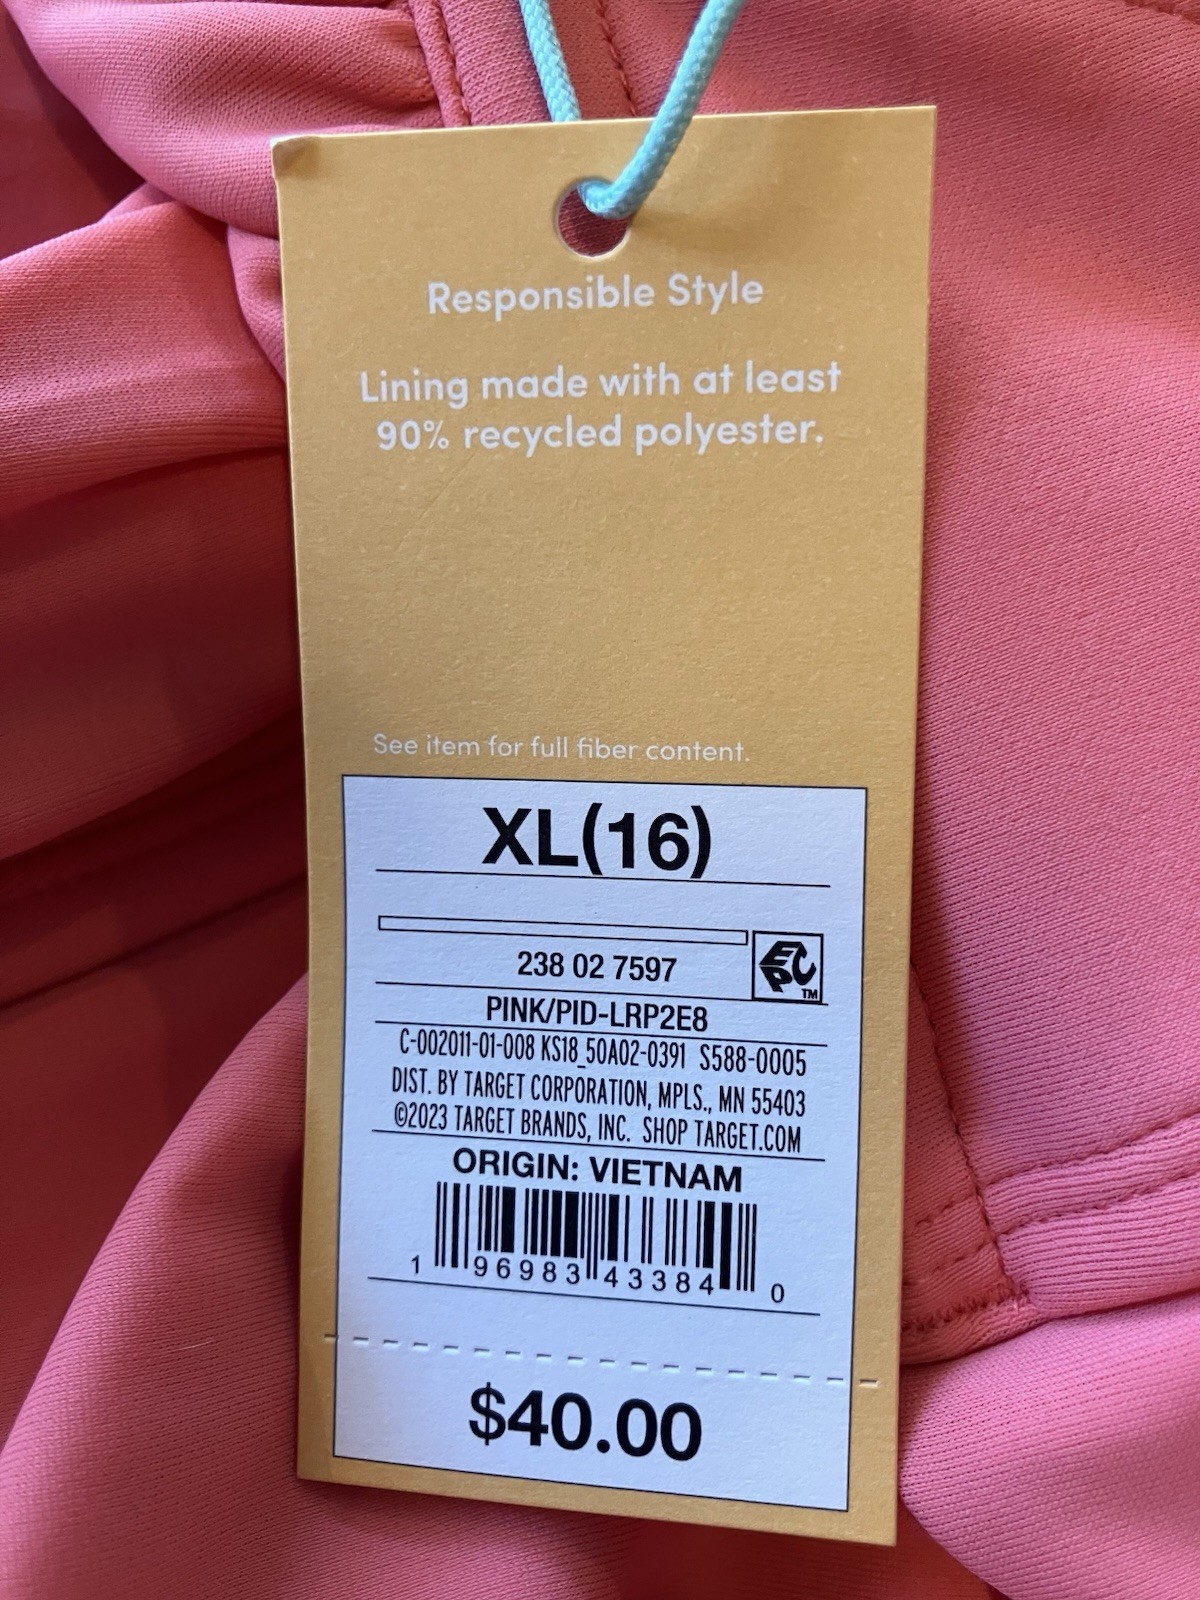 Responsible Style
Lining made with at least
90% recycled polyester.
See item for full fiber content.
XL(16)
238 02 7597
EPC
TM
PINK/PID-LRP2E8
C-002011-01-008 KS18_50A02-0391 S588-0005
DIST. BY TARGET CORPORATION, MPLS., MN 55403
©2023 TARGET BRANDS, INC. SHOP TARGET.COM
ORIGIN: VIETNAM
1 96983 43384 0
$40.00